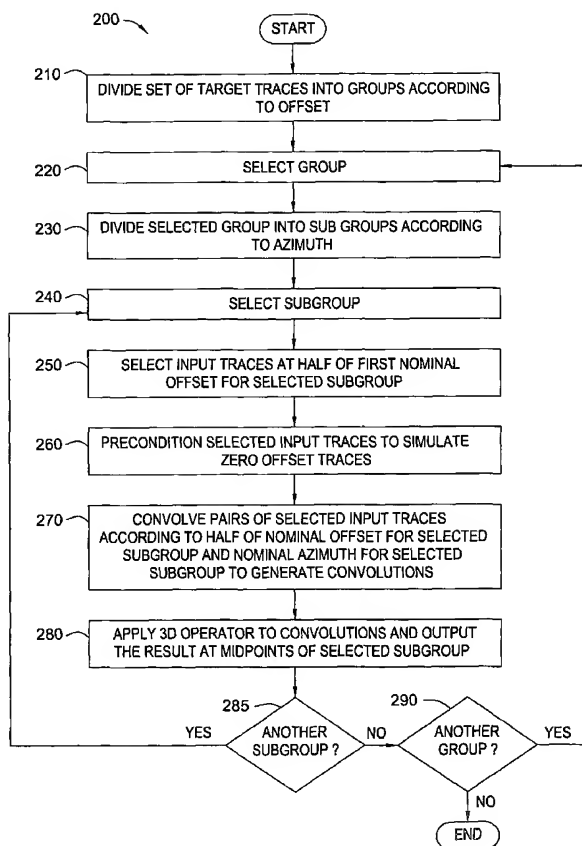 200
START
210
DIVIDE SET OF TARGET TRACES INTO GROUPS ACCORDING
TO OFFSET
220
SELECT GROUP
230
DIVIDE SELECTED GROUP INTO SUB GROUPS ACCORDING
TO AZIMUTH
240
SELECT SUBGROUP
250
SELECT INPUT TRACES AT HALF OF FIRST NOMINAL
OFFSET FOR SELECTED SUBGROUP
260
PRECONDITION SELECTED INPUT TRACES TO SIMULATE
ZERO OFFSET TRACES
270
CONVOLVE PAIRS OF SELECTED INPUT TRACES
ACCORDING TO HALF OF NOMINAL OFFSET FOR SELECTED
SUBGROUP AND NOMINAL AZIMUTH FOR SELECTED
SUBGROUP TO GENERATE CONVOLUTIONS
280
APPLY 3D OPERATOR TO CONVOLUTIONS AND OUTPUT
THE RESULT AT MIDPOINTS OF SELECTED SUBGROUP
285
290
YES
ANOTHER
SUBGROUP ?
NO
ANOTHER
GROUP ?
YES
NO
END